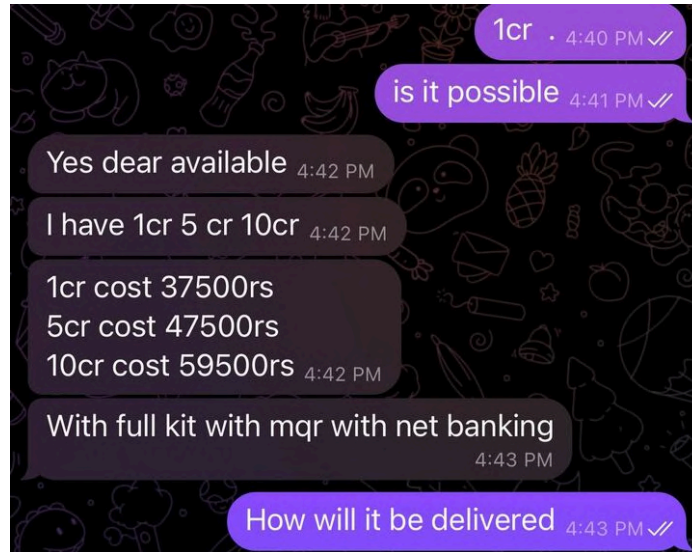 1cr . 4:40 PM
is it possible 4:41 PM
Yes dear available 4:42 PM
I have 1cr 5 cr 10cr 4:42 PM
1cr cost 37500rs
5cr cost 47500rs
10cr cost 59500rs 4:42 PM
With full kit with mqr with net banking
4:43 PM
How will it be delivered 4:43 PM